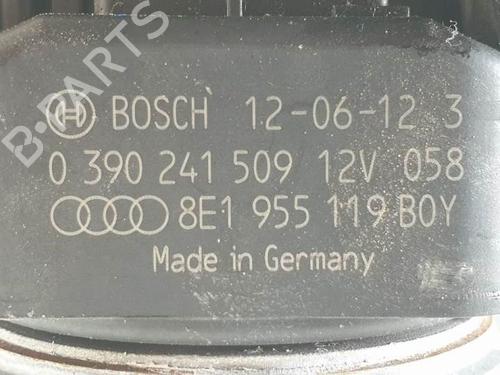 B-PARTS
BOSCH 12-06-12 3
0 390 241 509 12V 058
8E1 955 119 BOY
Made in Germany